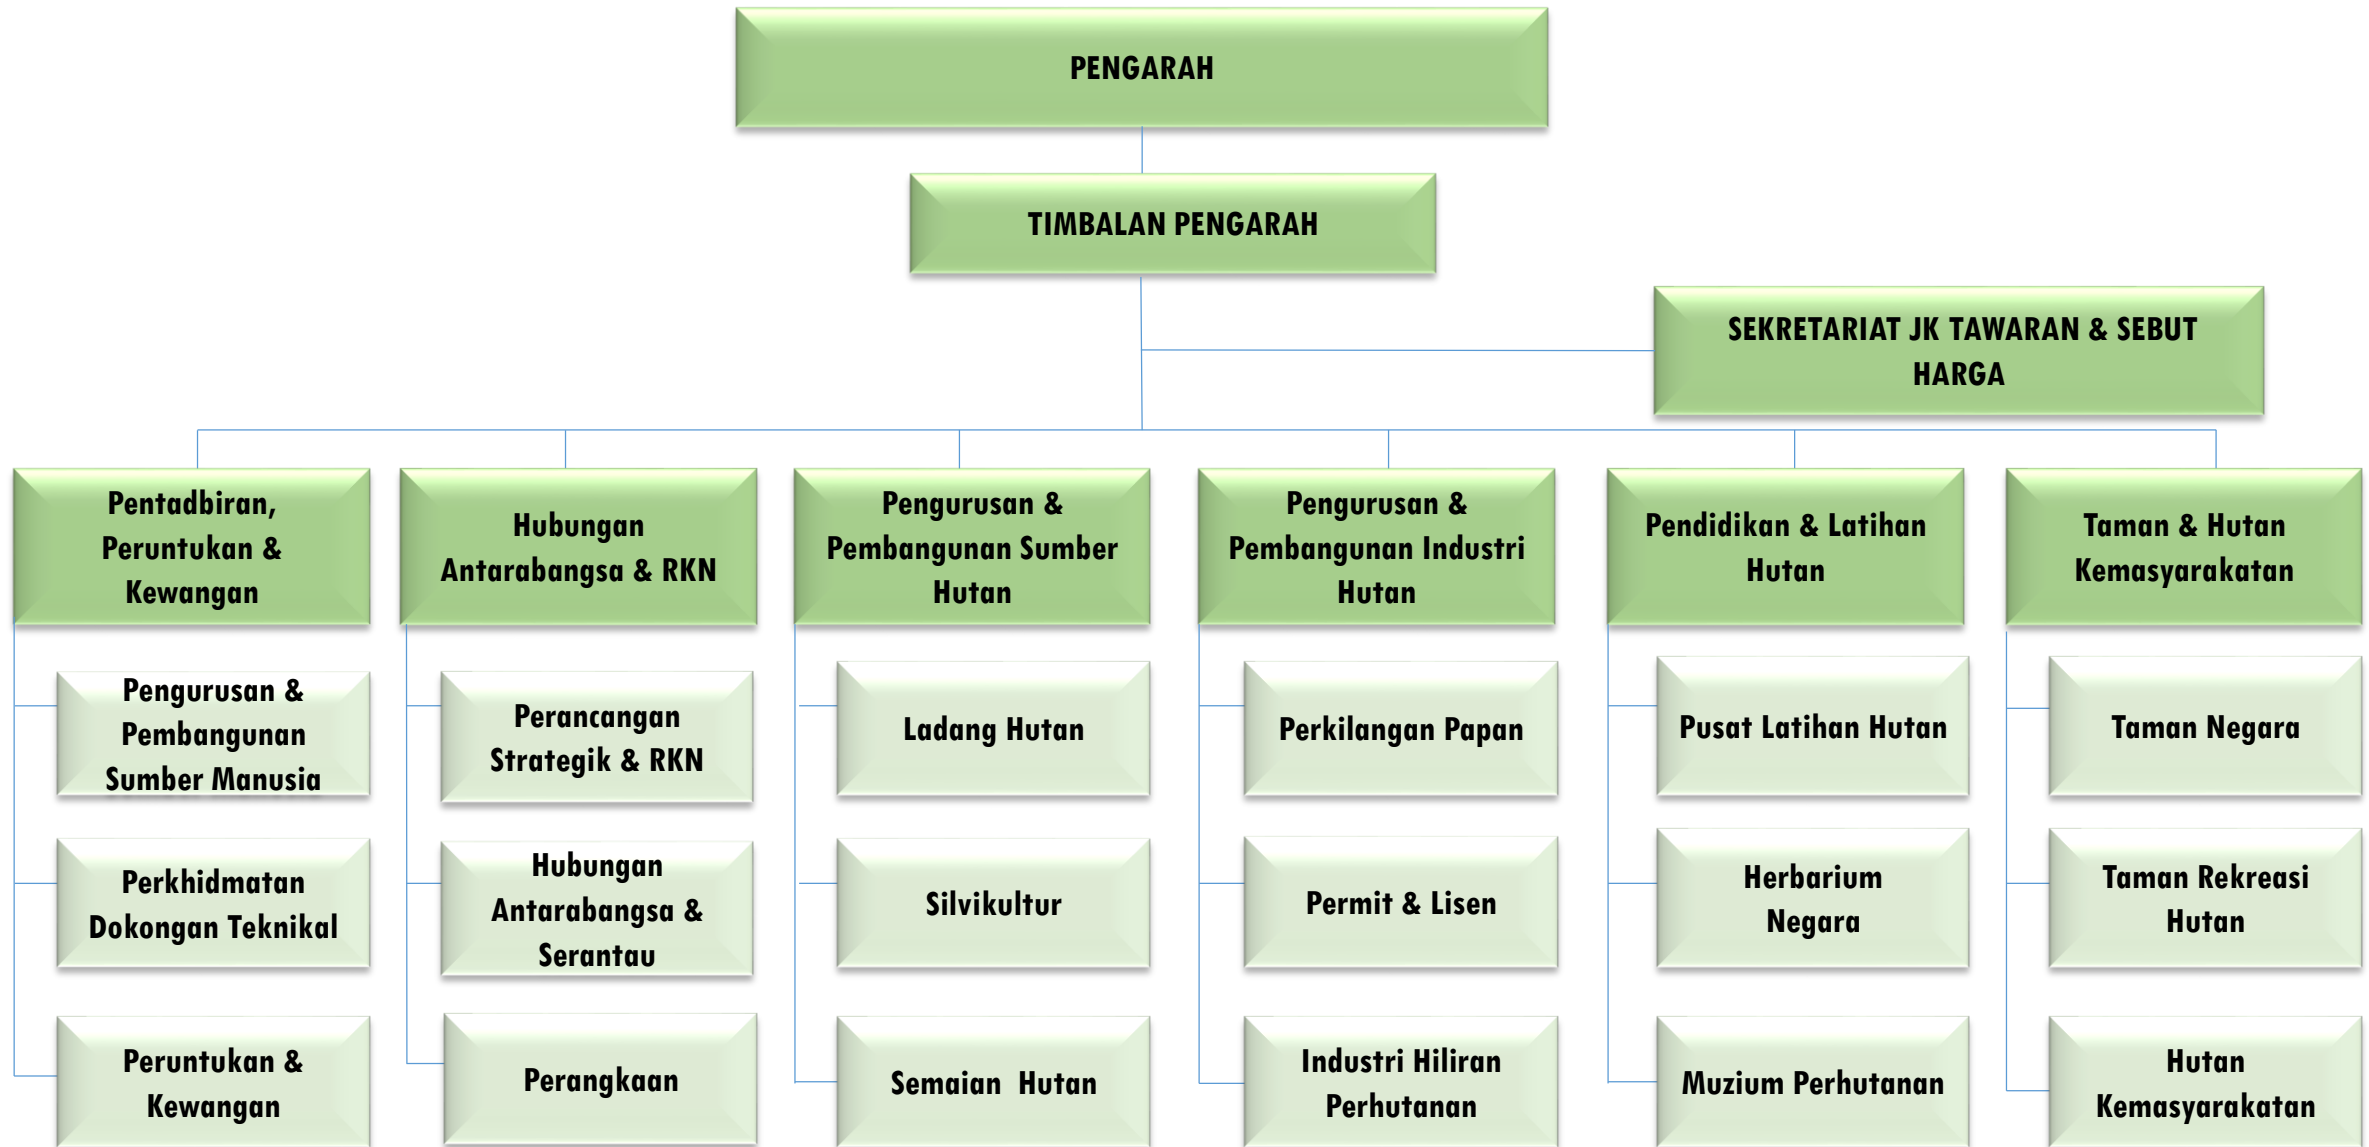 PENGARAH
TIMBALAN PENGARAH
SEKRETARIAT JK TAWARAN & SEBUT
HARGA
Pentadbiran,
Peruntukan &
Kewangan
Hubungan
Antarabangsa & RKN
Pengurusan &
Pembangunan Sumber
Hutan
Pengurusan &
Pembangunan Industri
Hutan
Pendidikan & Latihan
Hutan
Taman & Hutan
Kemasyarakatan
Pengurusan &
Pembangunan
Sumber Manusia
Perancangan
Strategik & RKN
Ladang Hutan
Perkilangan Papan
Pusat Latihan Hutan
Taman Negara
Perkhidmatan
Dokongan Teknikal
Hubungan
Antarabangsa &
Serantau
Silvikultur
Permit & Lisen
Herbarium
Negara
Taman Rekreasi
Hutan
Peruntukan &
Kewangan
Perangkaan
Semaian Hutan
Industri Hiliran
Perhutanan
Muzium Perhutanan
Hutan
Kemasyarakatan